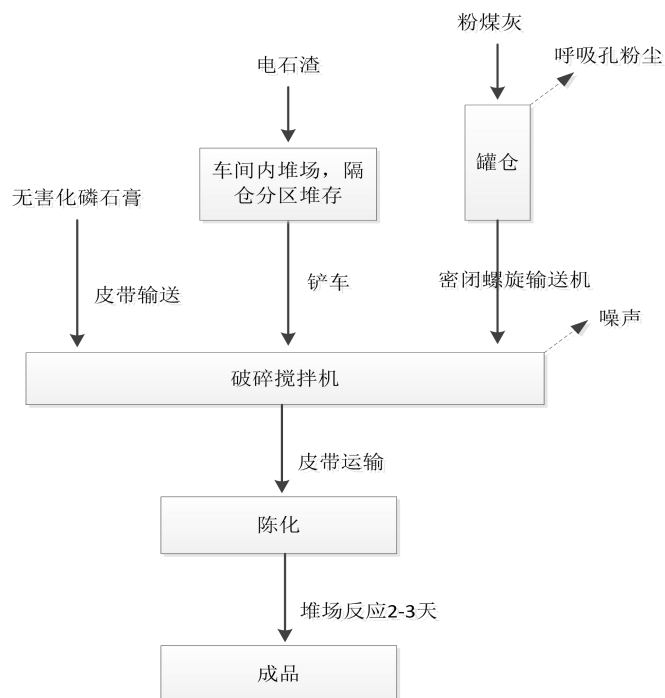 粉煤灰
呼吸孔粉尘
电石渣
罐仓
车间内堆场，隔
仓分区堆存
无害化磷石膏
铲车
密闭螺旋输送机
皮带输送
噪声
破碎搅拌机
皮带运输
陈化
堆场反应2-3天
成品